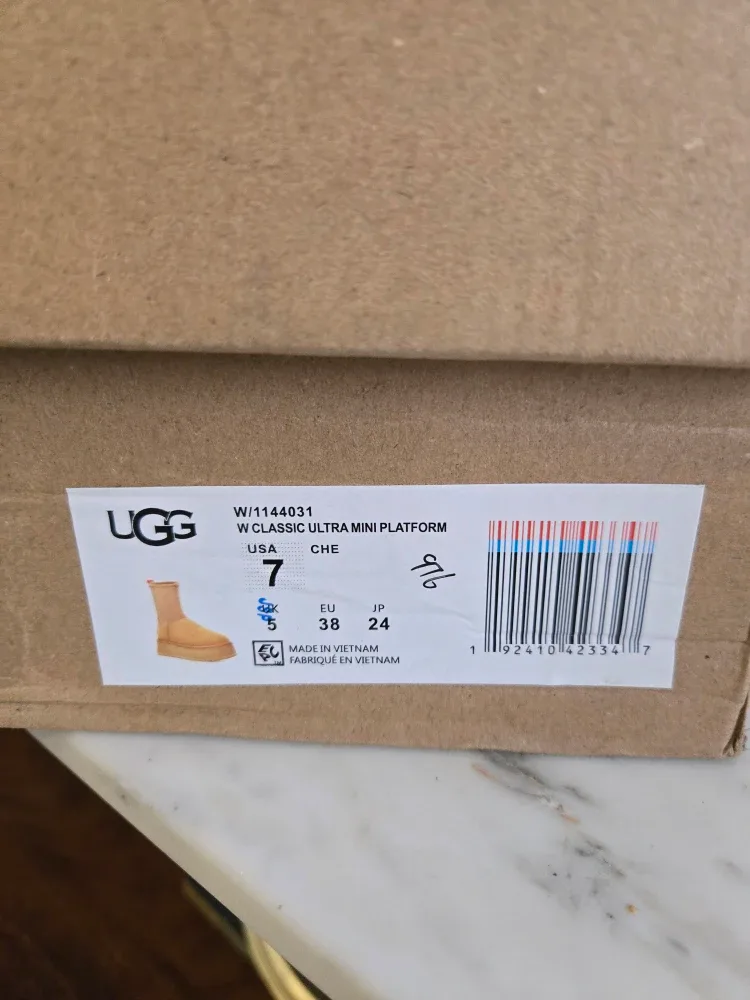 UGG
W/1144031
W CLASSIC ULTRA MINI PLATFORM
USA CHE
7
96
EU JP
5 38 24
MADE IN VIETNAM
FABRIQUÉ EN VIETNAM
1 92410 42334 7